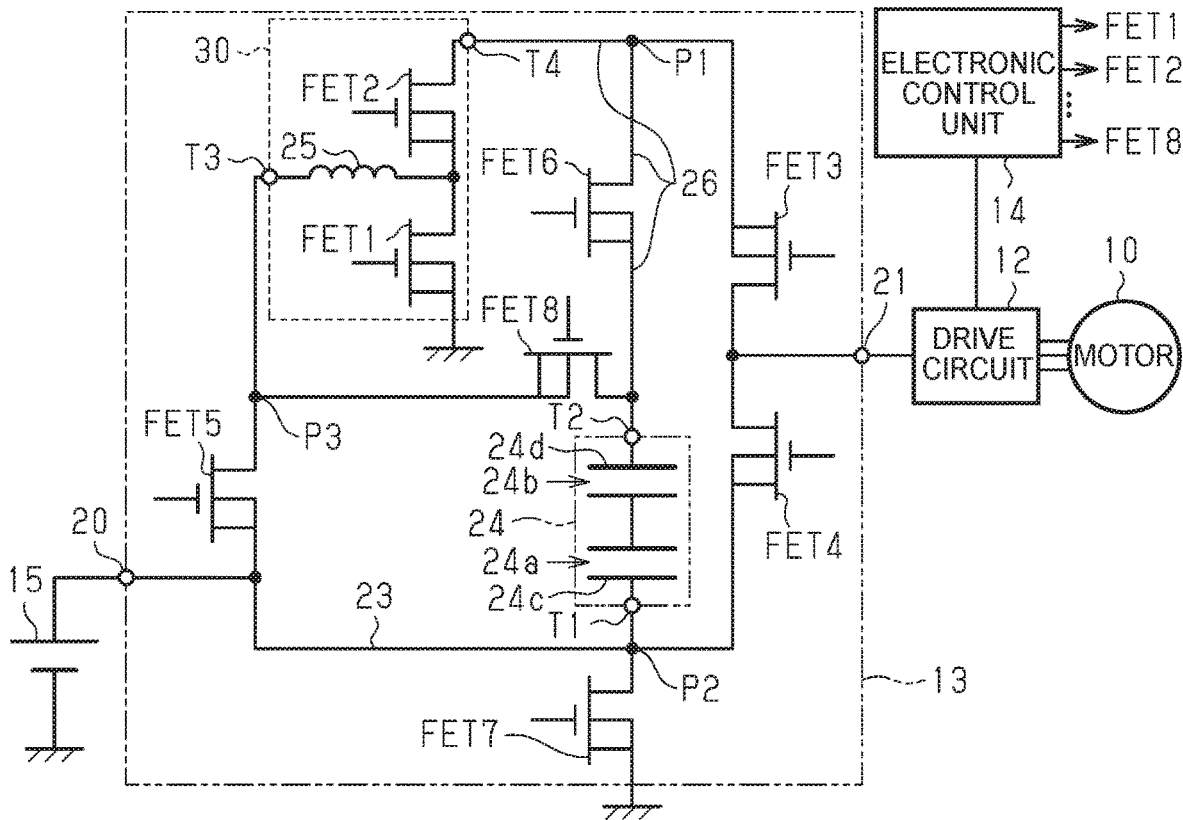 30
T4
P1
14
FET1
FET2
FET8
ELECTRONIC
CONTROL
UNIT
FET2
25
T3
FET6
26
FET3
FET1
12
10
21
FET8
DRIVE
CIRCUIT
MOTOR
P3
FET5
T2
24d
24b
24
24a
24c
T1
FET4
20
15
23
P2
13
FET7